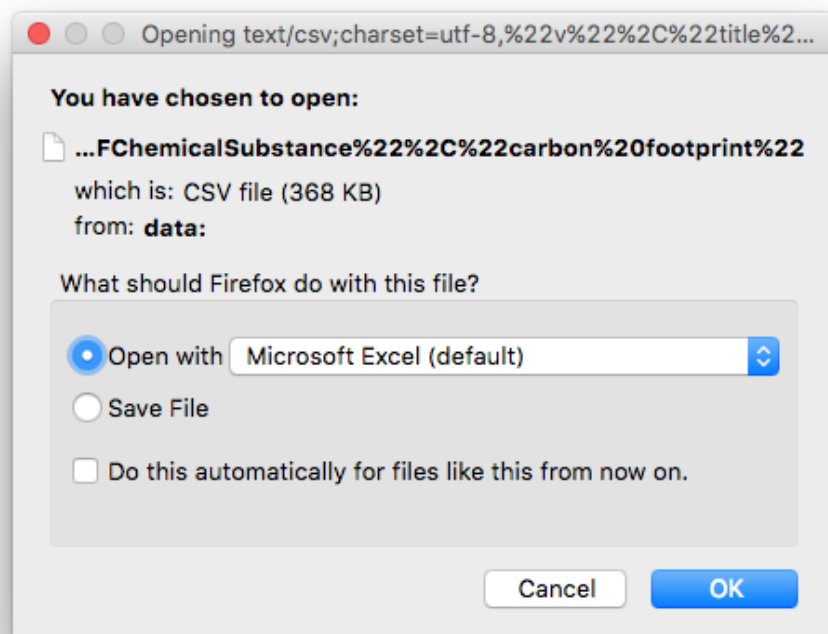 Opening text/csv;charset=utf-8,%22v%22%2C%22title%2...
You have chosen to open:
...FChemicalSubstance%22%2C%22carbon%20footprint%22
which is: CSV file (368 KB)
from: data:
What should Firefox do with this file?
Open with Microsoft Excel (default)
Save File
Do this automatically for files like this from now on.
Cancel OK